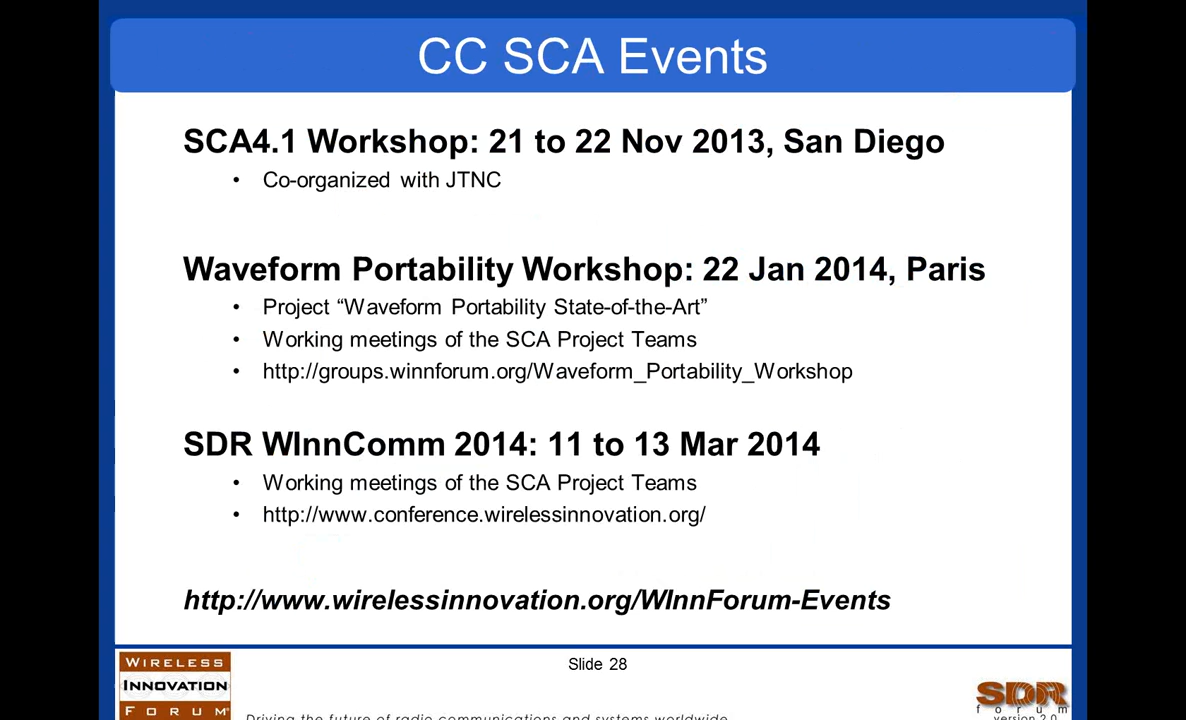 CC SCA Events
SCA4.1 Workshop: 21 to 22 Nov 2013, San Diego
• Co-organized with JTNC
Waveform Portability Workshop: 22 Jan 2014, Paris
• Project “Waveform Portability State-of-the-Art”
• Working meetings of the SCA Project Teams
• http://groups.winnforum.org/Waveform_Portability_Workshop
SDR WInnComm 2014: 11 to 13 Mar 2014
• Working meetings of the SCA Project Teams
• http://www.conference.wirelessinnovation.org/
http://www.wirelessinnovation.org/WInnForum-Events
WIRELESS
INNOVATION
FORUM®
Slide 28
Driving the future of radio communications and systems worldwide
SDR
forum
version 2.0